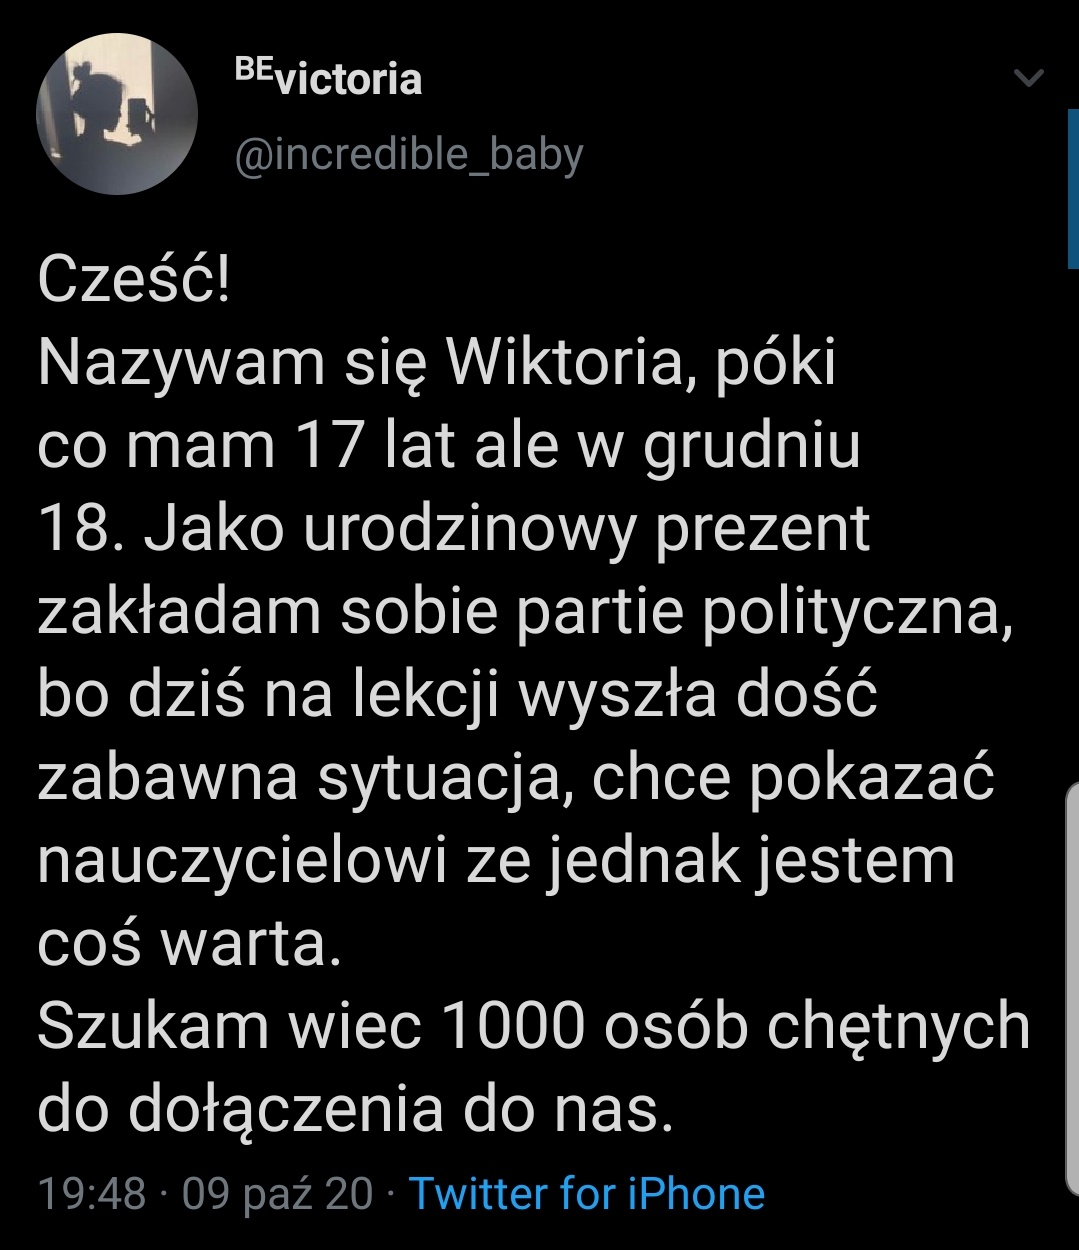 BEvictoria
@incredible_baby
Cześć!
Nazywam się Wiktoria, póki
co mam 17 lat ale w grudniu
18. Jako urodzinowy prezent
zakładam sobie partie polityczna,
bo dziś na lekcji wyszła dość
zabawna sytuacja, chce pokazać
nauczycielowi ze jednak jestem
coś warta.
Szukam wiec 1000 osób chętnych
do dołączenia do nas.
19:48 · 09 paź 20 · Twitter for iPhone